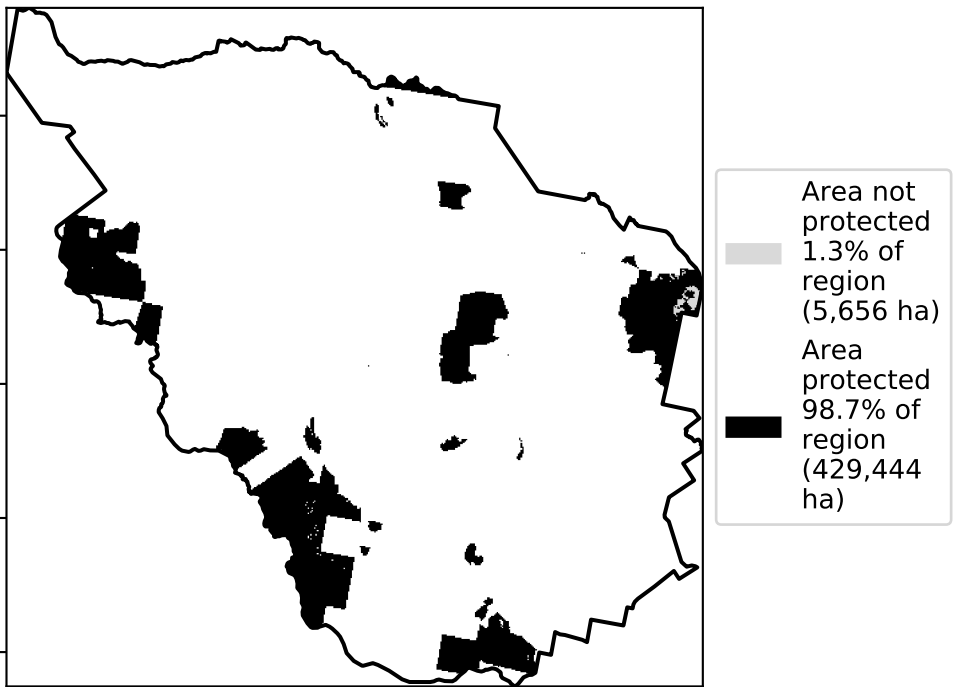 Area not
protected
1.3% of
region
(5,656 ha)
Area
protected
98.7% of
region
(429,444
ha)